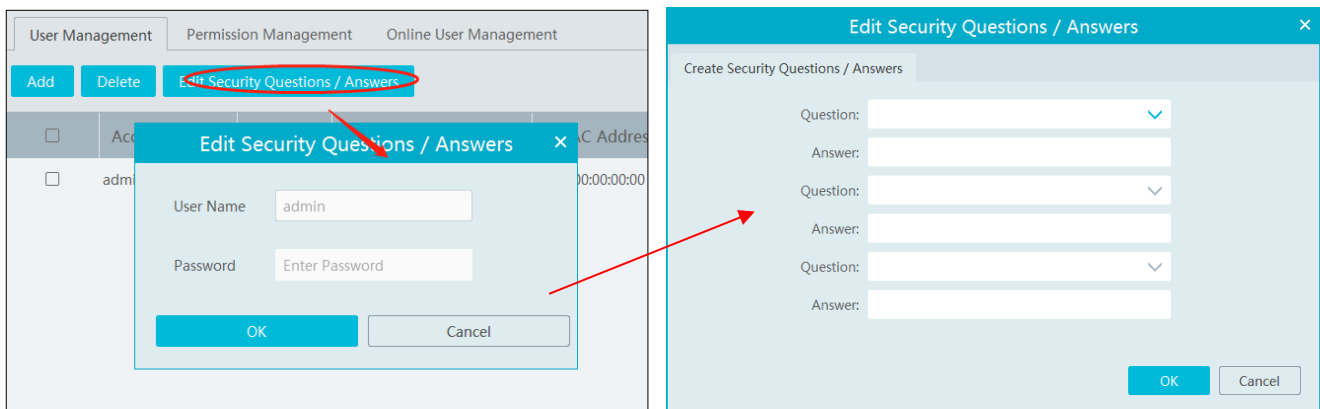 User Management Permission Management Online User Management
Add Delete Edit Security Questions / Answers
Edit Security Questions / Answers ×
User Name admin
Password Enter Password
OK Cancel
admi
00:00:00:00
Edit Security Questions / Answers ×
Create Security Questions / Answers
Question:
Answer:
Question:
Answer:
Question:
Answer:
OK Cancel